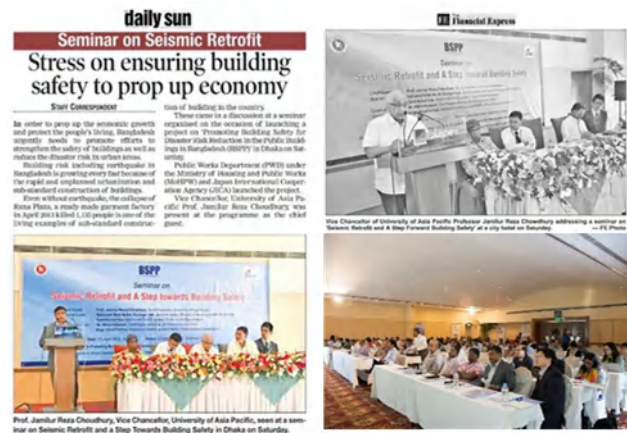 daily sun
Seminar on Seismic Retrofit
Stress on ensuring building
safety to prop up economy
STAFF CORRESPONDENT
In order to prop up the economic growth
and protect the people's living, Bangladesh
urgently needs to promote efforts to
strengthen the safety of buildings as well as
reduce the disaster risk in urban areas.
Building risk including earthquake in
Bangladesh is growing every fast because of
the rapid and unplanned urbanization and
sub-standard construction of buildings.
Even without earthquake, the collapse of
Rana Plaza, a ready made garment factory
in April 2013 killed 1,135 people is one of the
living examples of sub-standard construc-
tion of building in the country.
These came in a discussion at a seminar
organised on the occasion of launching a
project on 'Promoting Building Safety for
Disaster Risk Reduction in the Public Build-
ings in Bangladesh (BSPP) in Dhaka on Sat-
urday.
Public Works Department (PWD) under
the Ministry of Housing and Public Works
(MoHPW) and Japan International Cooper-
ation Agency (JICA) launched the project.
Vice Chancellor, University of Asia Pa-
cific Prof. Jamilur Reza Choudhury, was
present at the programme as the chief
guest.
BSPP
Seminar on
Seismic Retrofit and A Step towards Building Safety
Prof. Jamilur Reza Choudhury, Vice Chancellor, University of Asia Pacific, seen at a sem-
inar on Seismic Retrofit and a Step Towards Building Safety in Dhaka on Saturday.
FE The Financial Express
BSPP
Seminar on
Seismic Retrofit and A Step towards Building Safety
Vice Chancellor of University of Asia Pacific Professor Jamilur Reza Chowdhury addressing a seminar on
'Seismic Retrofit and A Step Forward Building Safety' at a city hotel on Saturday. — FE Photo